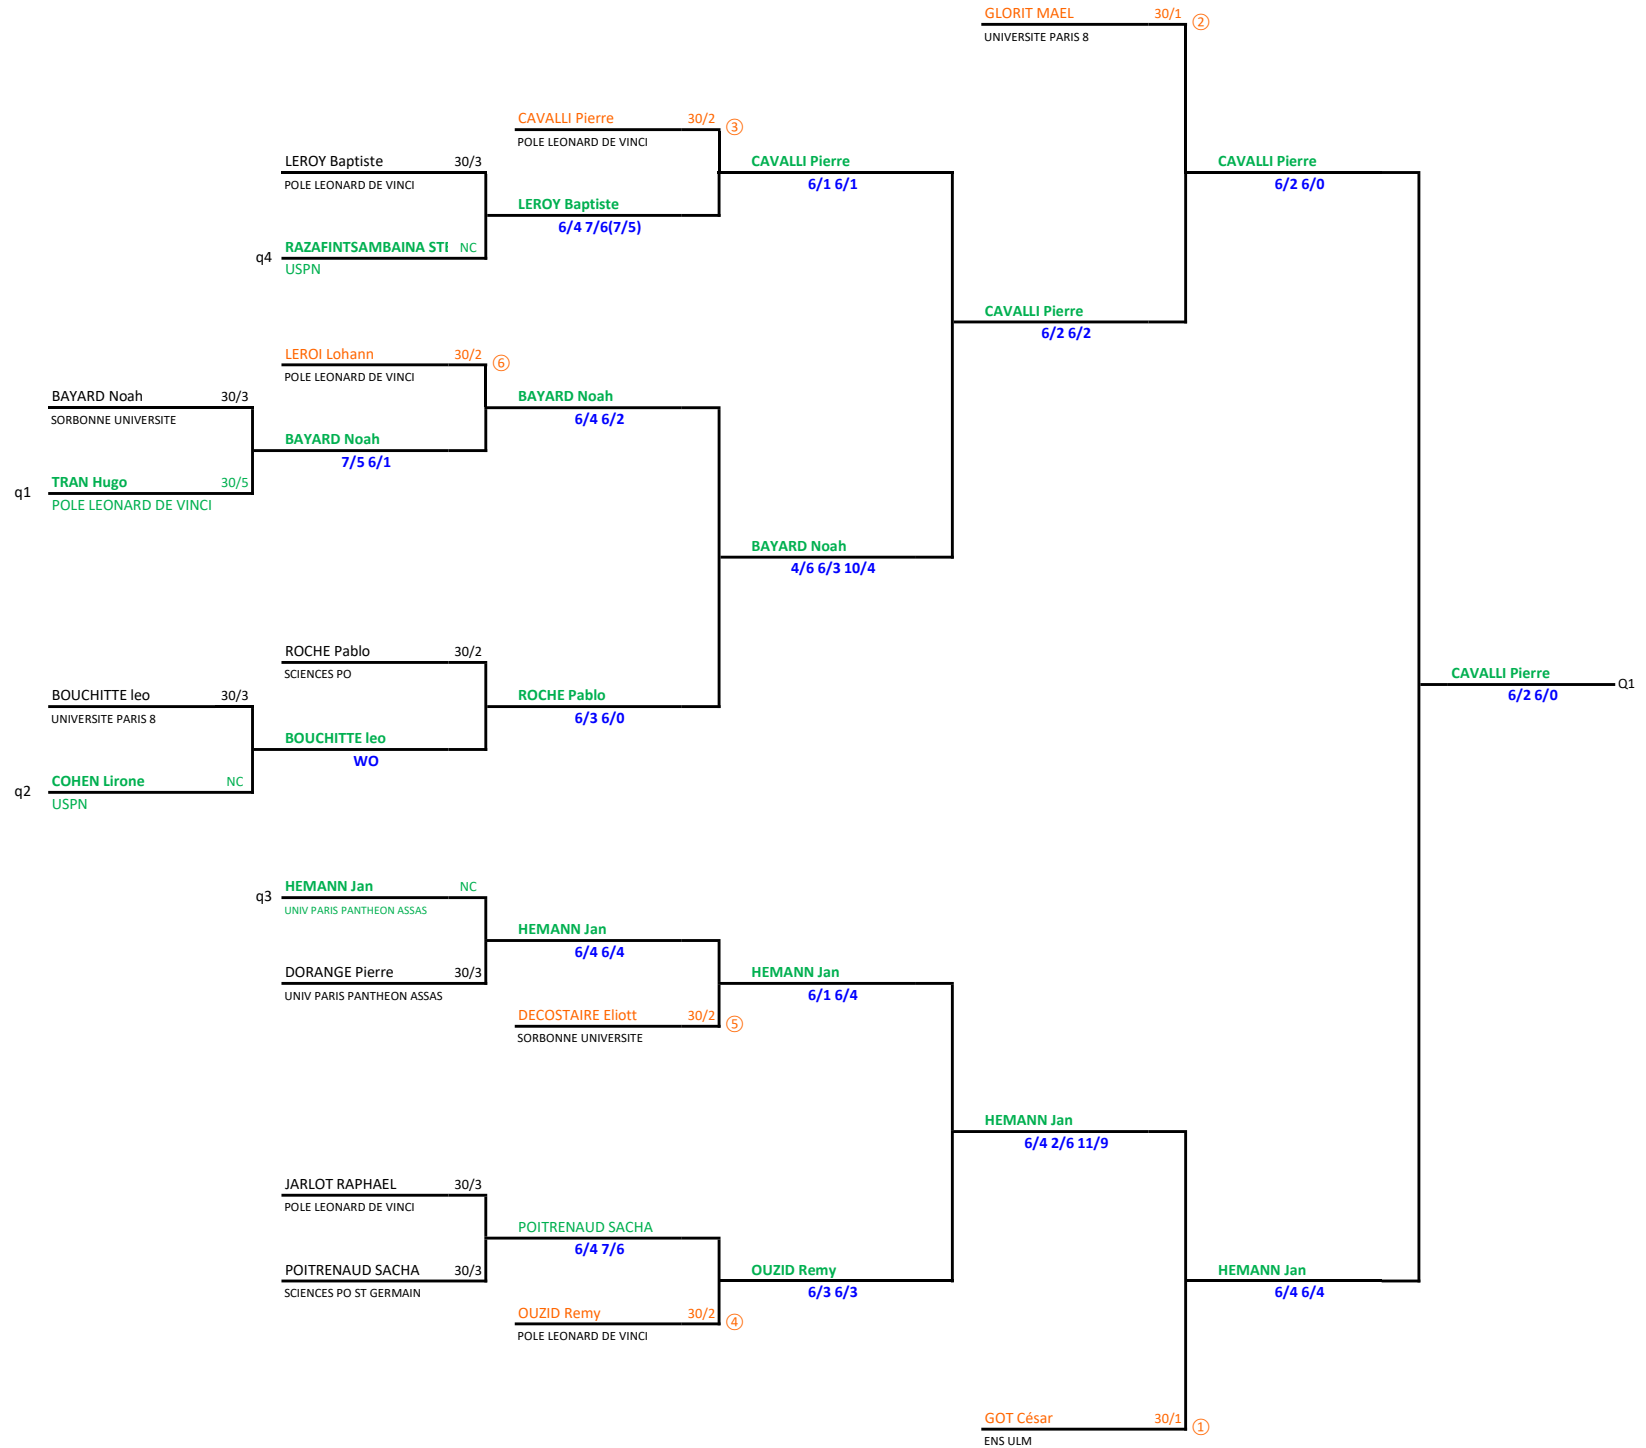 GLORIT MAEL 30/1 ②
UNIVERSITE PARIS 8
CAVALLI Pierre 30/2 ③
POLE LEONARD DE VINCI
LEROY Baptiste 30/3
POLE LEONARD DE VINCI
CAVALLI Pierre
6/1 6/1
CAVALLI Pierre
6/2 6/0
LEROY Baptiste
6/4 7/6(7/5)
q4 RAZAFINTSAMBAINA STE NC
USPN
CAVALLI Pierre
6/2 6/2
LEROI Lohann 30/2 ⑥
POLE LEONARD DE VINCI
BAYARD Noah 30/3
SORBONNE UNIVERSITE
BAYARD Noah
6/4 6/2
BAYARD Noah
7/5 6/1
q1 TRAN Hugo 30/5
POLE LEONARD DE VINCI
BAYARD Noah
4/6 6/3 10/4
ROCHE Pablo 30/2
SCIENCES PO
CAVALLI Pierre Q1
6/2 6/0
BOUCHITTE leo 30/3
UNIVERSITE PARIS 8
ROCHE Pablo
6/3 6/0
BOUCHITTE leo
WO
q2 COHEN Lirone NC
USPN
q3 HEMANN Jan NC
UNIV PARIS PANTHEON ASSAS
HEMANN Jan
6/4 6/4
DORANGE Pierre 30/3
UNIV PARIS PANTHEON ASSAS
HEMANN Jan
6/1 6/4
DECOSTAIRE Eliott 30/2 ⑤
SORBONNE UNIVERSITE
HEMANN Jan
6/4 2/6 11/9
JARLOT RAPHAEL 30/3
POLE LEONARD DE VINCI
POITRENAUD SACHA
6/4 7/6
POITRENAUD SACHA 30/3
SCIENCES PO ST GERMAIN
OUZID Remy
6/3 6/3
HEMANN Jan
6/4 6/4
OUZID Remy 30/2 ④
POLE LEONARD DE VINCI
GOT César 30/1 ①
ENS ULM